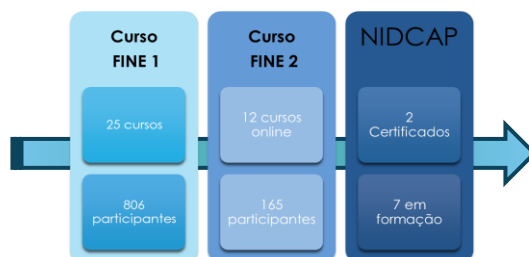 Curso
FINE 1
25 cursos
806
participantes
Curso
FINE 2
12 cursos
online
165
participantes
NIDCAP
2
Certificados
7 em
formação